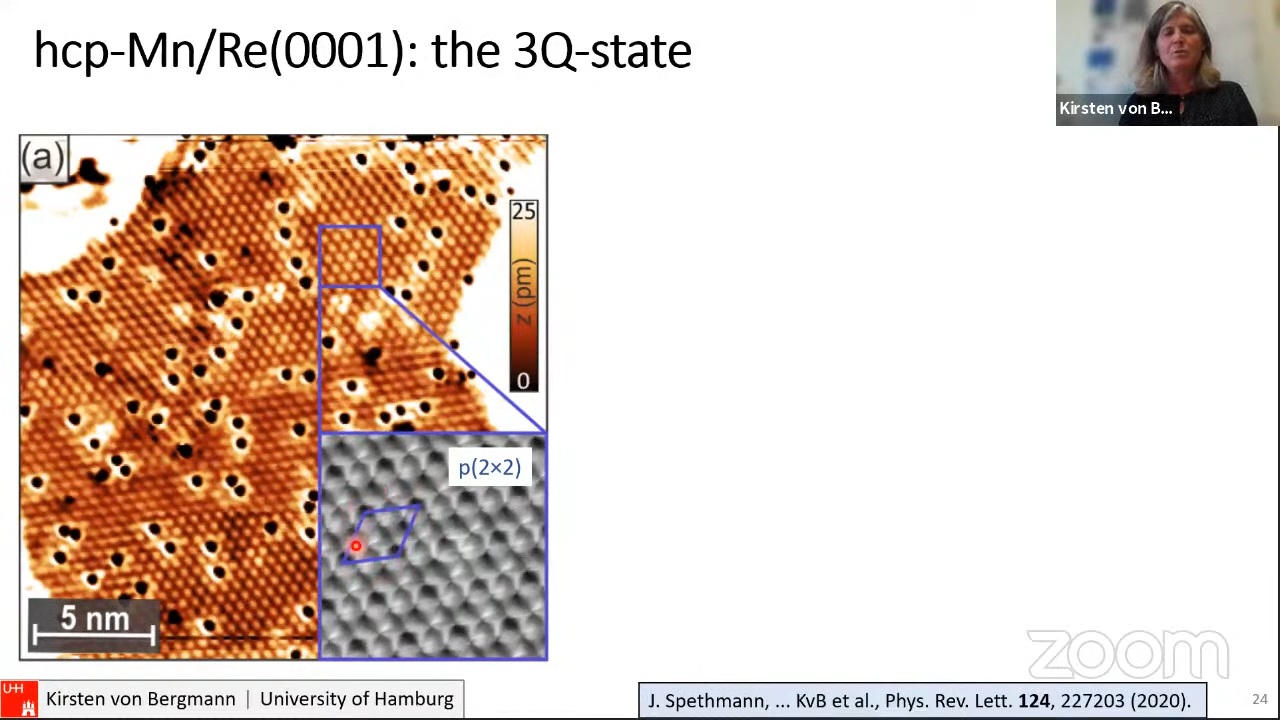 hcp-Mn/Re(0001): the 3Q-state
Kirsten von B...
(a)
25
z (pm)
0
p(2×2)
5 nm
zoom
UHH
Kirsten von Bergmann | University of Hamburg
J. Spethmann, ... KvB et al., Phys. Rev. Lett. 124, 227203 (2020).
24